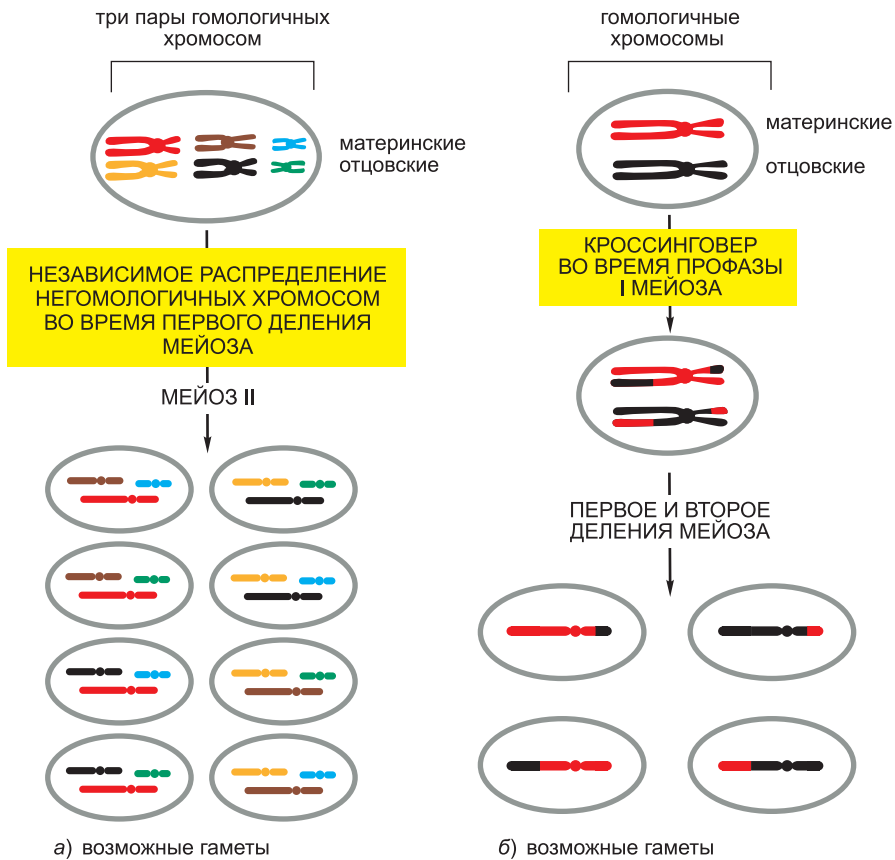 три пары гомологичных
хромосом
материнские
отцовские
НЕЗАВИСИМОЕ РАСПРЕДЕЛЕНИЕ
НЕГОМОЛОГИЧНЫХ ХРОМОСОМ
ВО ВРЕМЯ ПЕРВОГО ДЕЛЕНИЯ
МЕЙОЗА
МЕЙОЗ II
а) возможные гаметы
гомологичные
хромосомы
материнские
отцовские
КРОССИНГОВЕР
ВО ВРЕМЯ ПРОФАЗЫ
I МЕЙОЗА
ПЕРВОЕ И ВТОРОЕ
ДЕЛЕНИЯ МЕЙОЗА
б) возможные гаметы